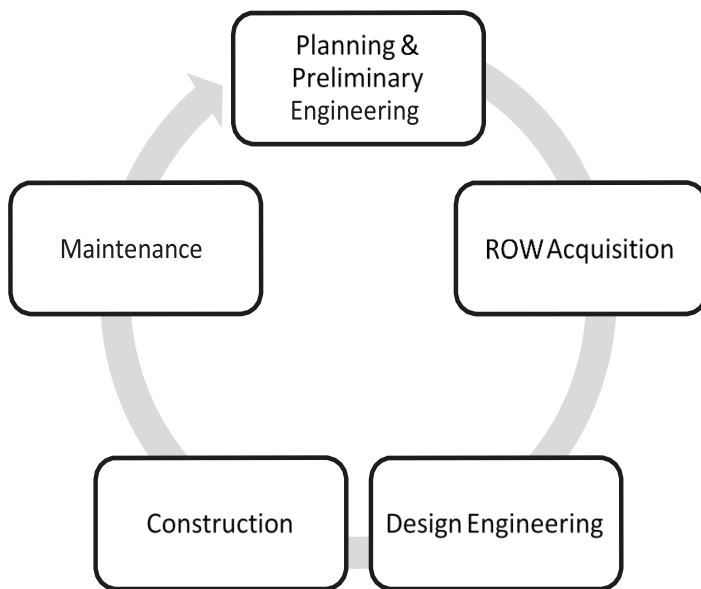 Planning &
Preliminary
Engineering
ROW Acquisition
Design Engineering
Construction
Maintenance